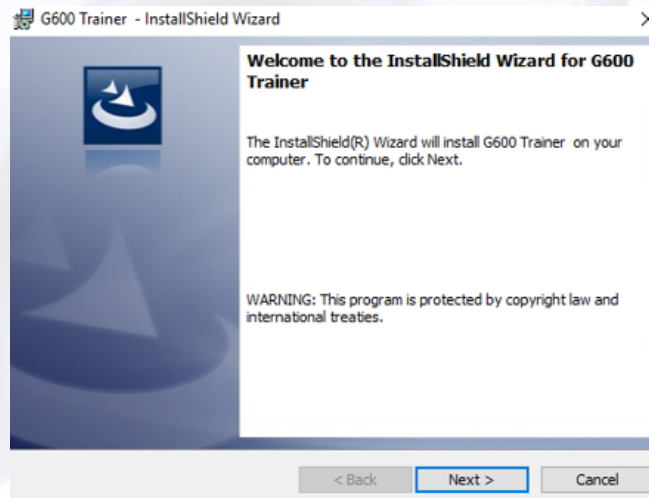 G600 Trainer - InstallShield Wizard
Welcome to the InstallShield Wizard for G600
Trainer
The InstallShield(R) Wizard will install G600 Trainer on your
computer. To continue, click Next.
WARNING: This program is protected by copyright law and
international treaties.
< Back
Next >
Cancel